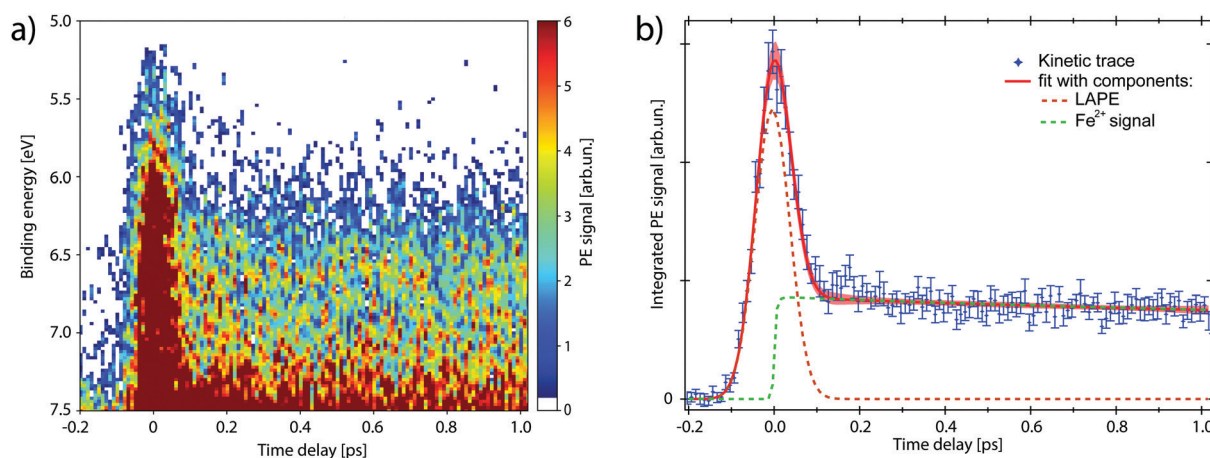 a)
5.0
5.5
6.0
6.5
7.0
7.5
Binding energy [eV]
-0.2
0
0.2
0.4
0.6
0.8
1.0
Time delay [ps]
6
5
4
3
2
1
0
PE signal [arb.un.]
b)
Integrated PE signal [arb.un.]
0
-0.2
0.0
0.2
0.4
0.6
0.8
1.0
Time delay [ps]
Kinetic trace
fit with components:
LAPE
Fe²⁺ signal